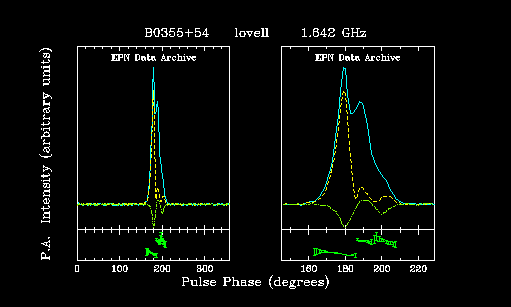 B0355+54 lovell 1.642 GHz
EPN Data Archive EPN Data Archive
Intensity (arbitrary units)
P.A.
0 100 200 300 160 180 200 220
Pulse Phase (degrees)